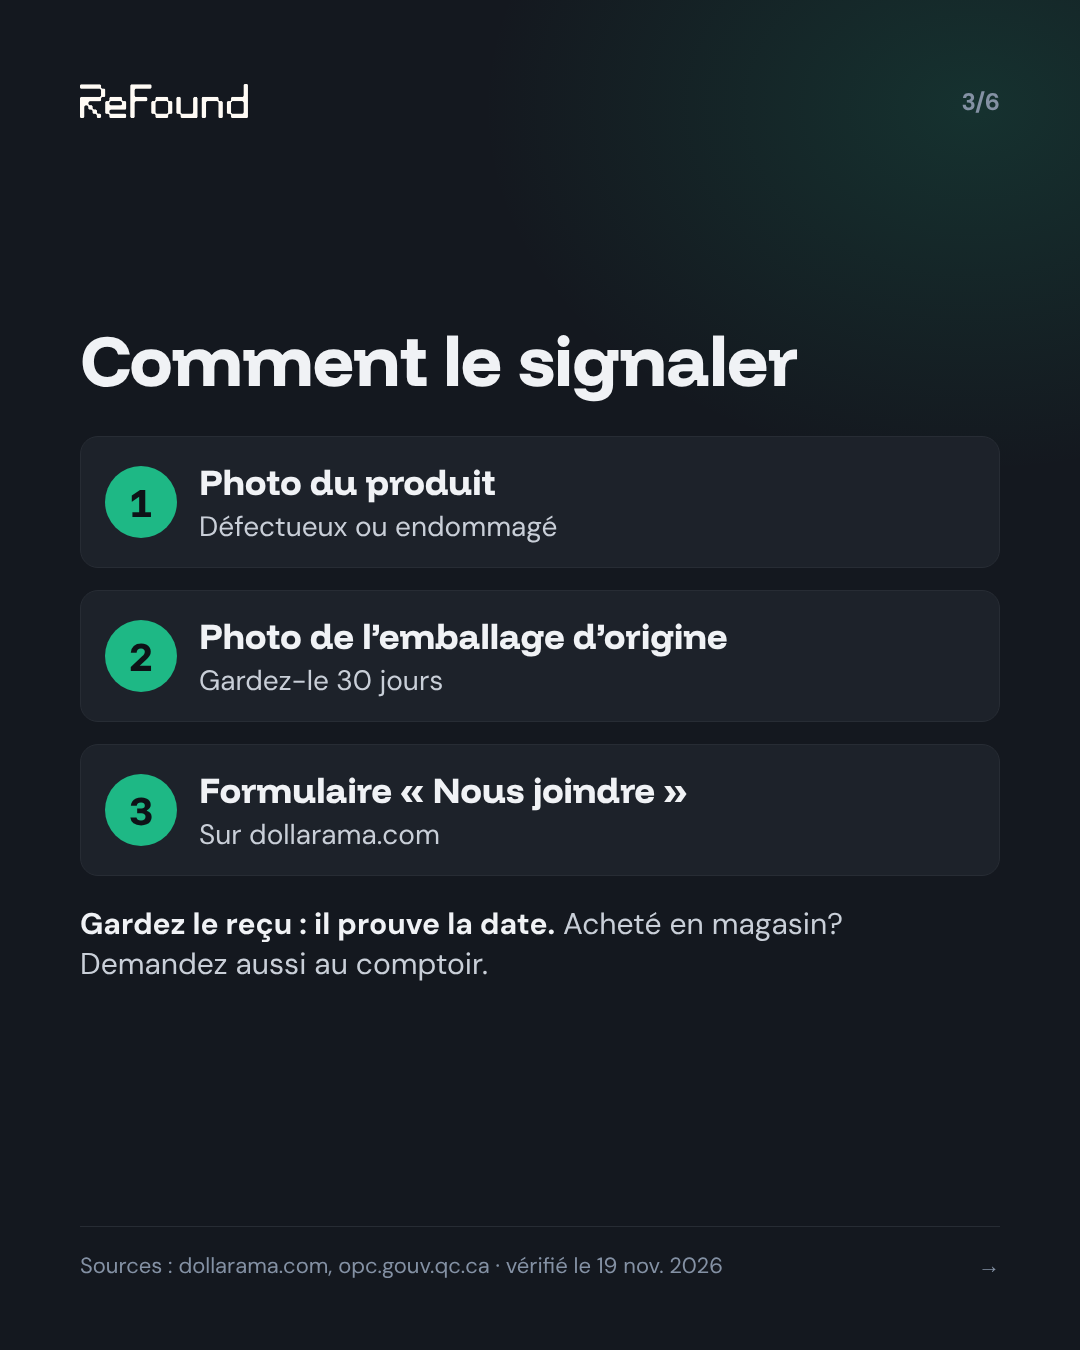 ReFound
3/6
Comment le signaler
1
Photo du produit
Défectueux ou endommagé
2
Photo de l’emballage d’origine
Gardez-le 30 jours
3
Formulaire « Nous joindre »
Sur dollarama.com
Gardez le reçu : il prouve la date. Acheté en magasin?
Demandez aussi au comptoir.
Sources : dollarama.com, opc.gouv.qc.ca · vérifié le 19 nov. 2026
→